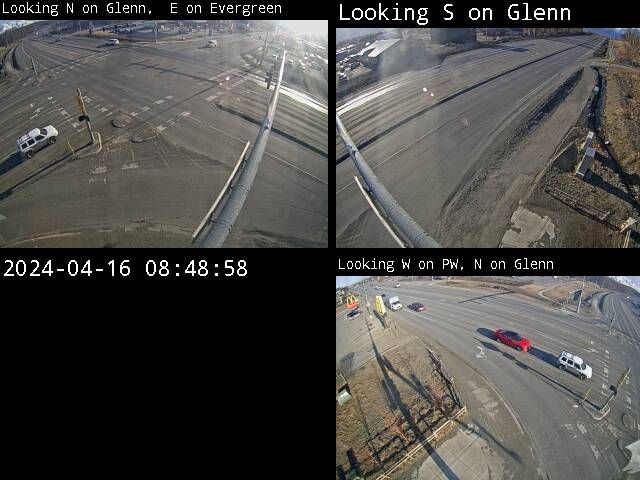 Looking N on Glenn,  E on Evergreen
Looking S on Glenn
2024-04-16 08:48:58
Looking W on PW, N on Glenn